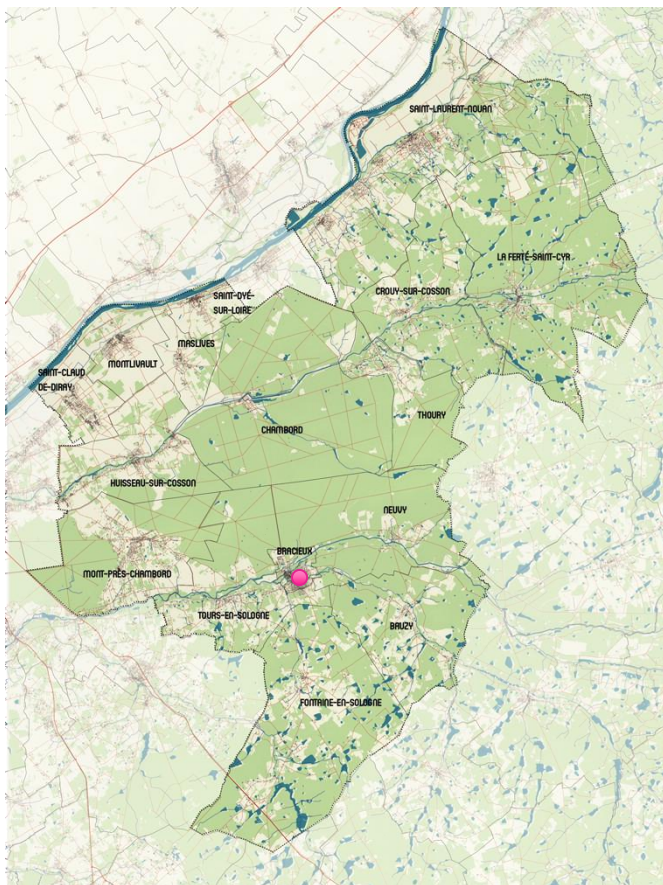 SAINT-LAURENT-NOUAN
LA FERTÉ-SAINT-CYR
CROUY-SUR-COSSON
SAINT-DYÉ-
SUR-LOIRE
MASLIVES
MONTLIVAULT
SAINT-CLAUD
DE-DIRAY
THOURY
CHAMBORD
HUISSEAU-SUR-COSSON
NEUVY
BRACIEUX
MONT-PRÈS-CHAMBORD
TOURS-EN-SOLOGNE
BAUZY
FONTAINE-EN-SOLOGNE